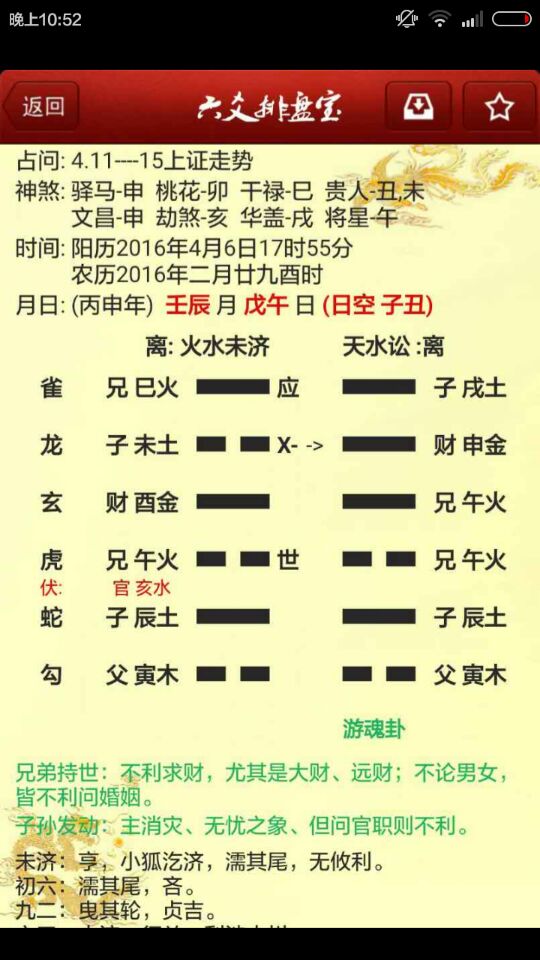 晚上10:52
返回
六爻排盘宝
占问: 4.11----15上证走势
神煞: 驿马-申 桃花-卯 干禄-巳 贵人-丑,未
文昌-申 劫煞-亥 华盖-戌 将星-午
时间: 阳历2016年4月6日17时55分
农历2016年二月廿九酉时
月日: (丙申年) 壬辰 月 戊午 日 (日空 子丑)
离: 火水未济 天水讼 :离
雀 兄 巳火 应 子 戌土
龙 子 未土 X- -> 财 申金
玄 财 酉金 兄 午火
虎 兄 午火 世 兄 午火
伏: 官 亥水
蛇 子 辰土 子 辰土
勾 父 寅木 父 寅木
游魂卦
兄弟持世：不利求财，尤其是大财、远财；不论男女，
皆不利问婚姻。
子孙发动：主消灾、无忧之象、但问官职则不利。
未济：亨，小狐汔济，濡其尾，无攸利。
初六：濡其尾，吝。
九二：曳其轮，贞吉。